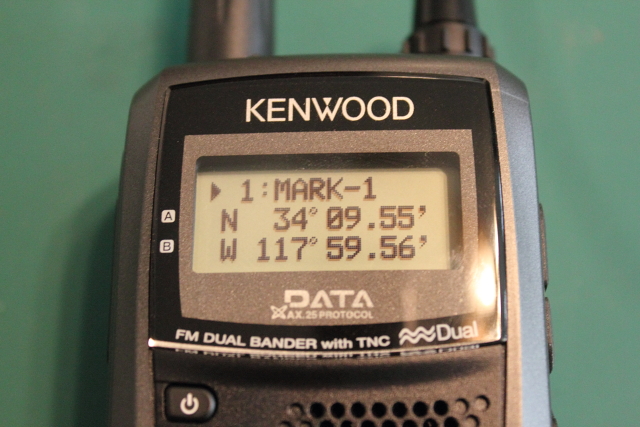 KENWOOD
▶ 1:MARK-1
A
N 34° 09.55'
B
W 117° 59.56'
DATA
AX.25 PROTOCOL
FM DUAL BANDER with TNC Dual